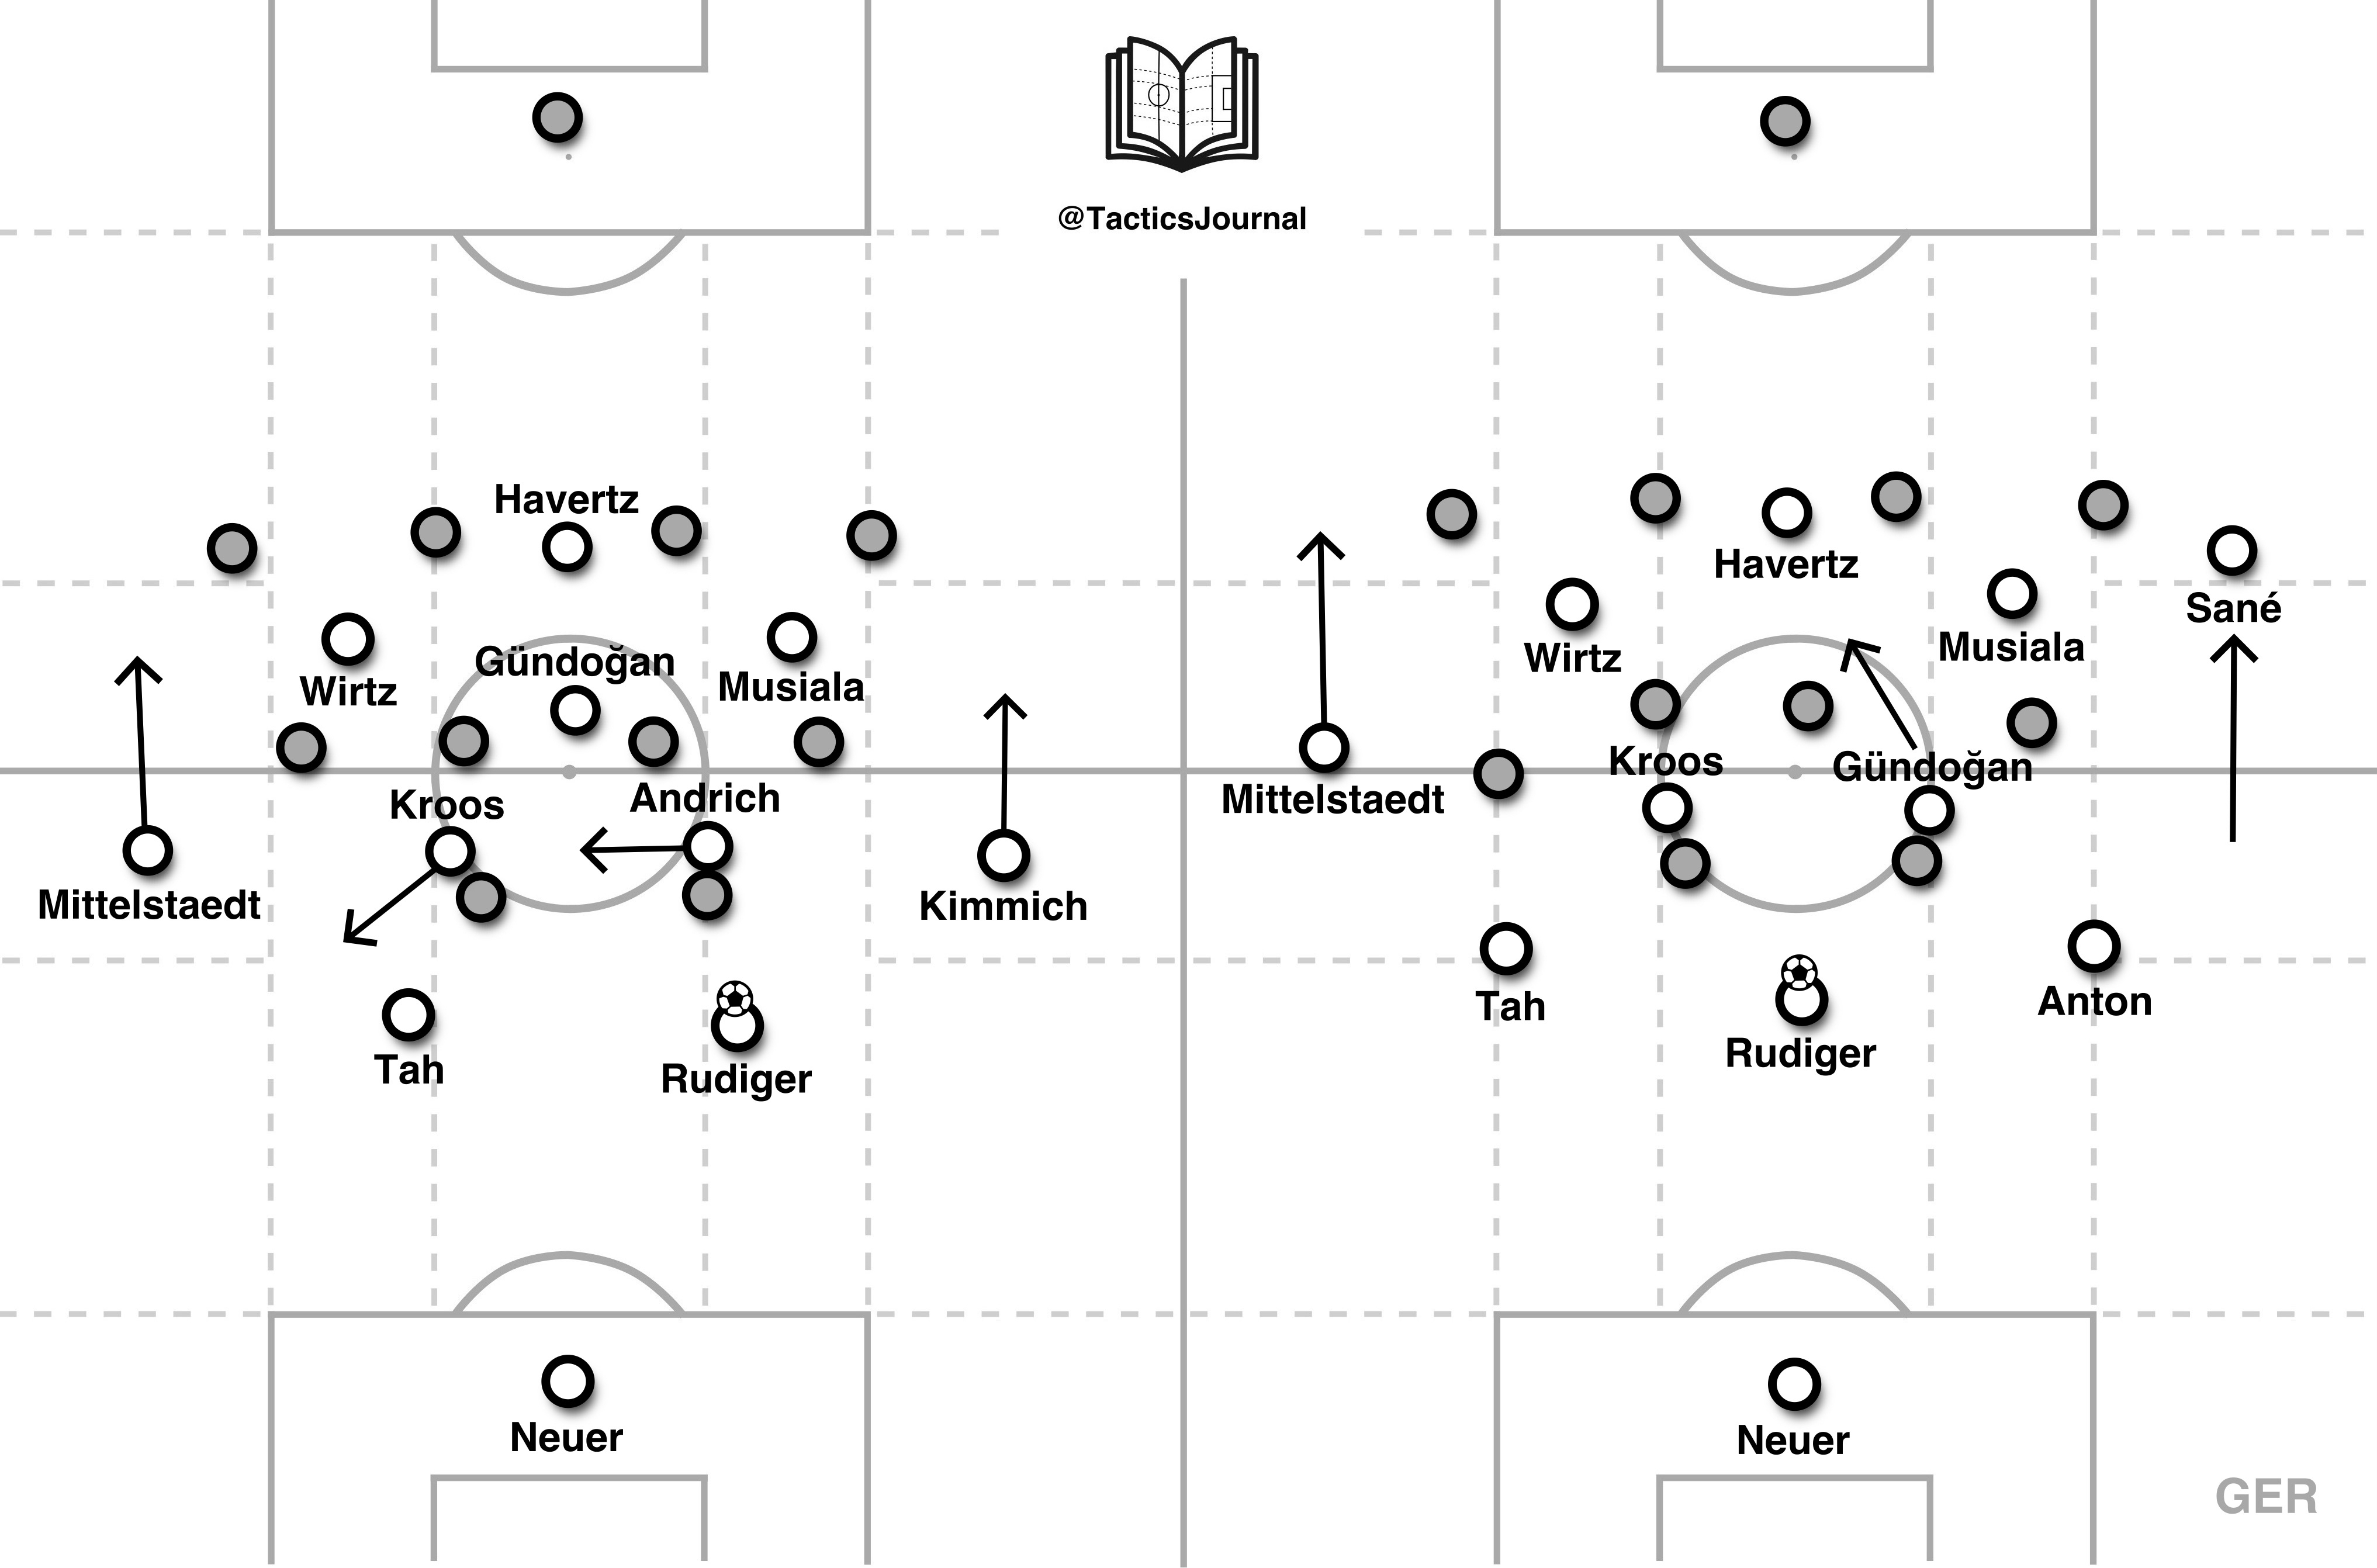 @TacticsJournal
Havertz
Gündoğan
Wirtz
Musiala
Kroos
Andrich
Mittelstaedt
Kimmich
Tah
Rudiger
Neuer
Havertz
Sané
Wirtz
Musiala
Kroos
Gündoğan
Mittelstaedt
Tah
Anton
Rudiger
Neuer
GER